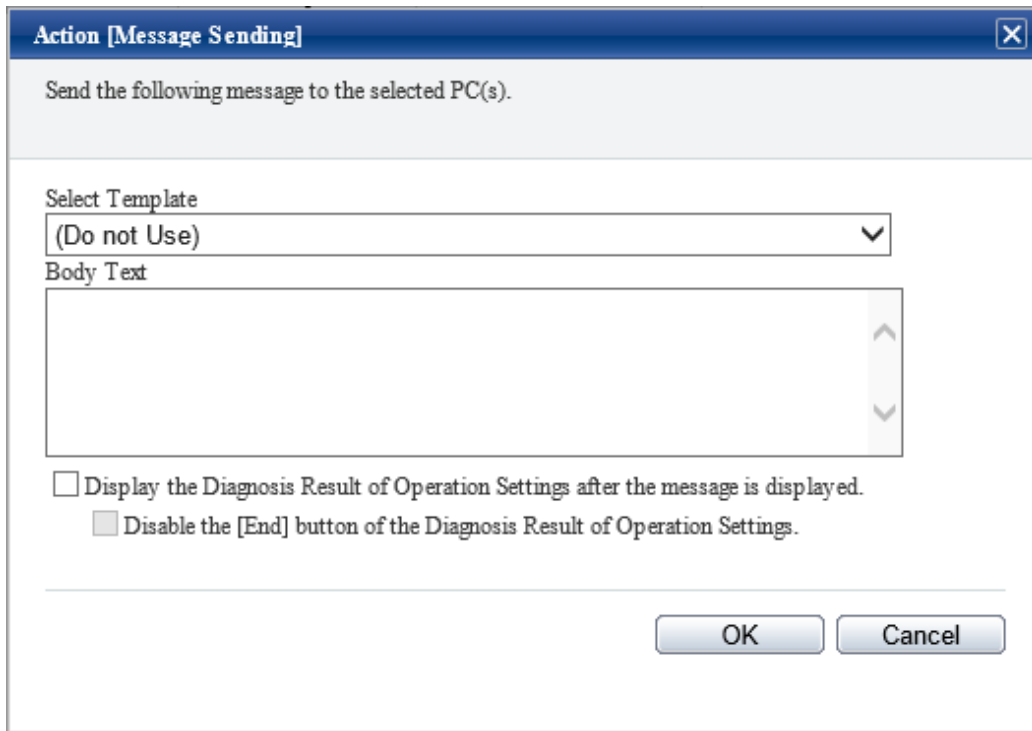 Action [Message Sending]
Send the following message to the selected PC(s).
Select Template
(Do not Use)
Body Text
Display the Diagnosis Result of Operation Settings after the message is displayed.
Disable the [End] button of the Diagnosis Result of Operation Settings.
OK
Cancel